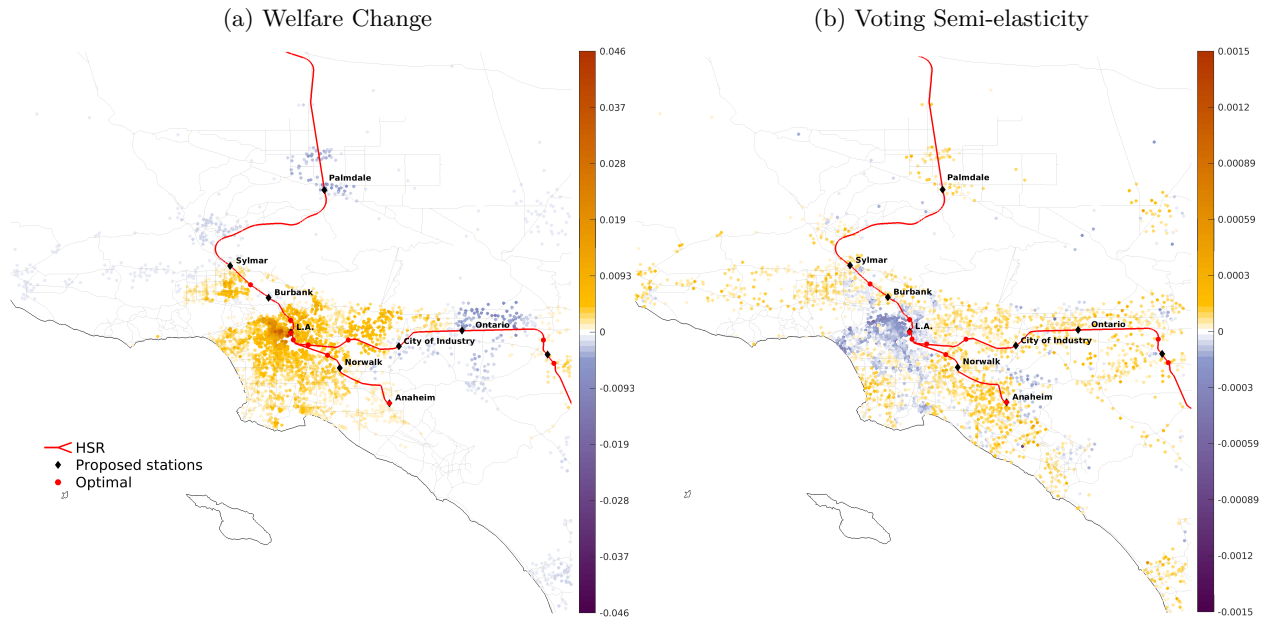 (a) Welfare Change
0.046
0.037
0.028
0.019
0.0093
0
-0.0093
-0.019
-0.028
-0.037
-0.046
Palmdale
Sylmar
Burbank
L.A.
Ontario
City of Industry
Norwalk
Anaheim
HSR
Proposed stations
Optimal
(b) Voting Semi-elasticity
0.0015
0.0012
0.00089
0.00059
0.0003
0
-0.0003
-0.00059
-0.00089
-0.0012
-0.0015
Palmdale
Sylmar
Burbank
L.A.
Ontario
City of Industry
Norwalk
Anaheim